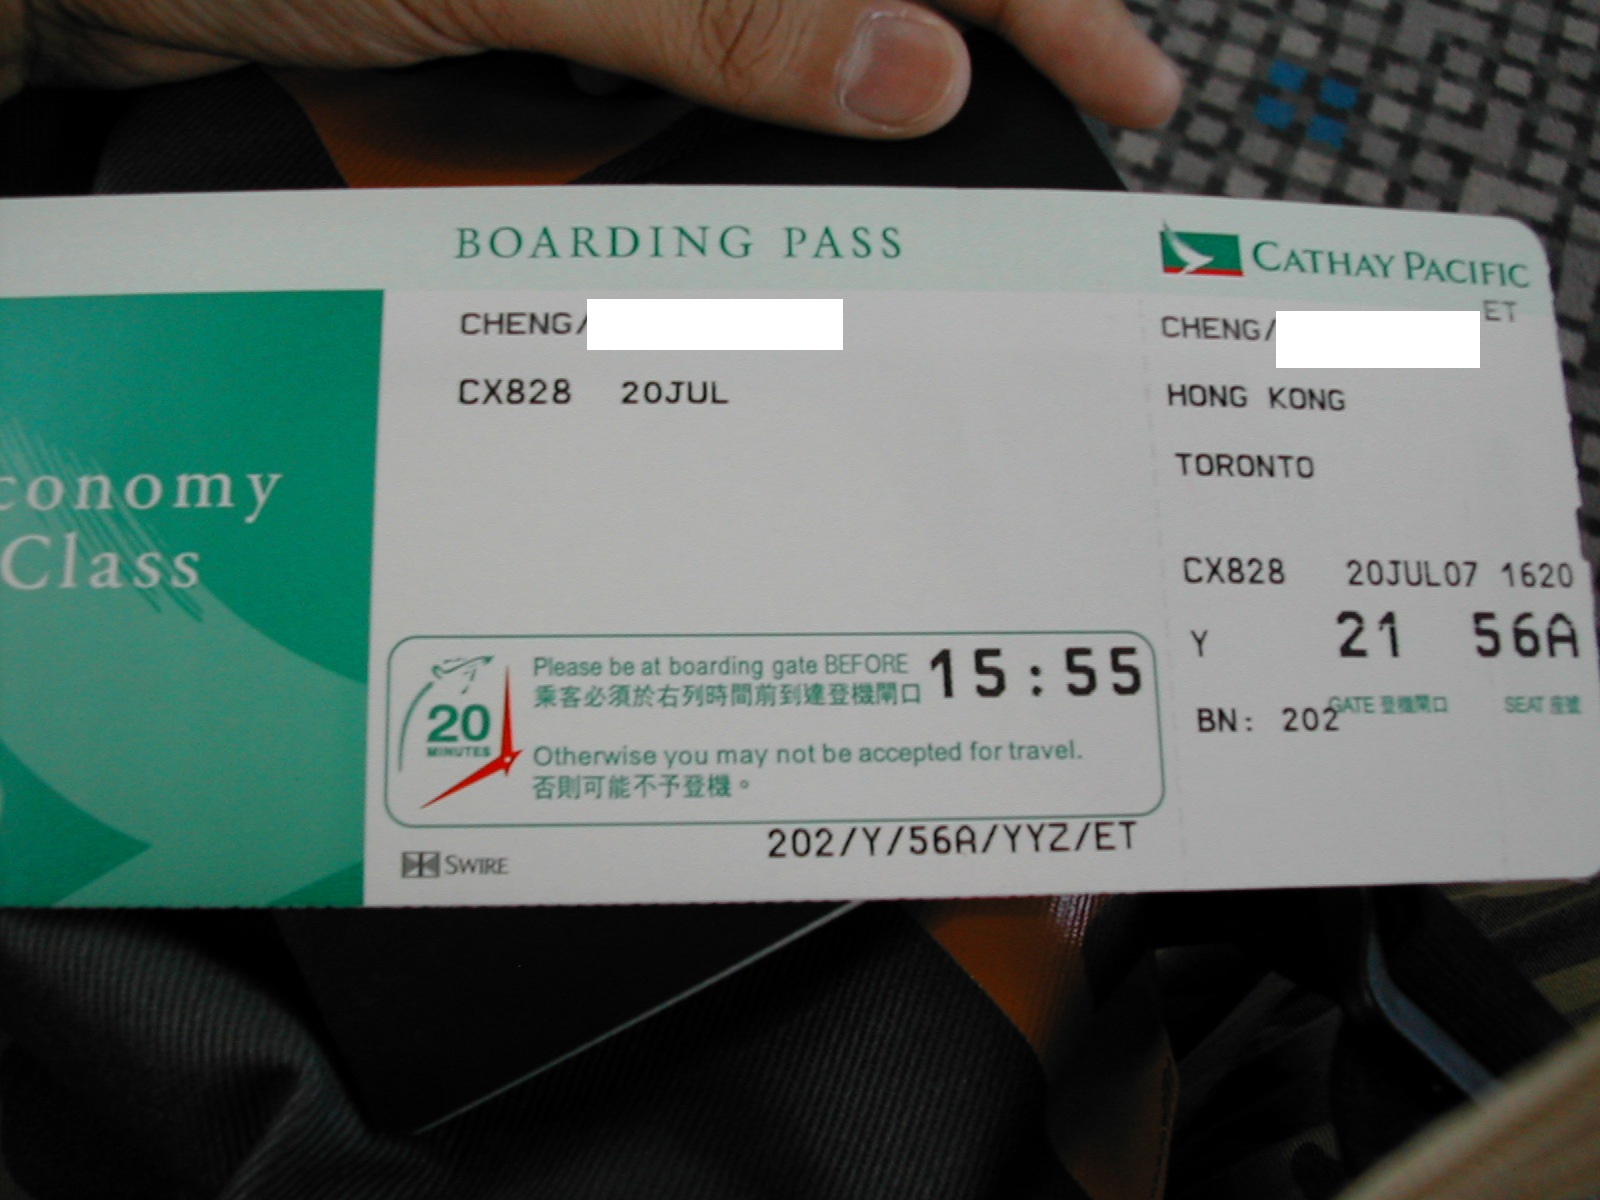 BOARDING PASS
CATHAY PACIFIC
ET
CHENG/
CX828 20JUL
conomy
Class
20
MINUTES
Please be at boarding gate BEFORE 15:55
乘客必須於右列時間前到達登機閘口
Otherwise you may not be accepted for travel.
否則可能不予登機。
SWIRE
202/Y/56A/YYZ/ET
CHENG/
HONG KONG
TORONTO
CX828 20JUL07 1620
Y 21 56A
GATE 登機閘口 SEAT 座號
BN: 202